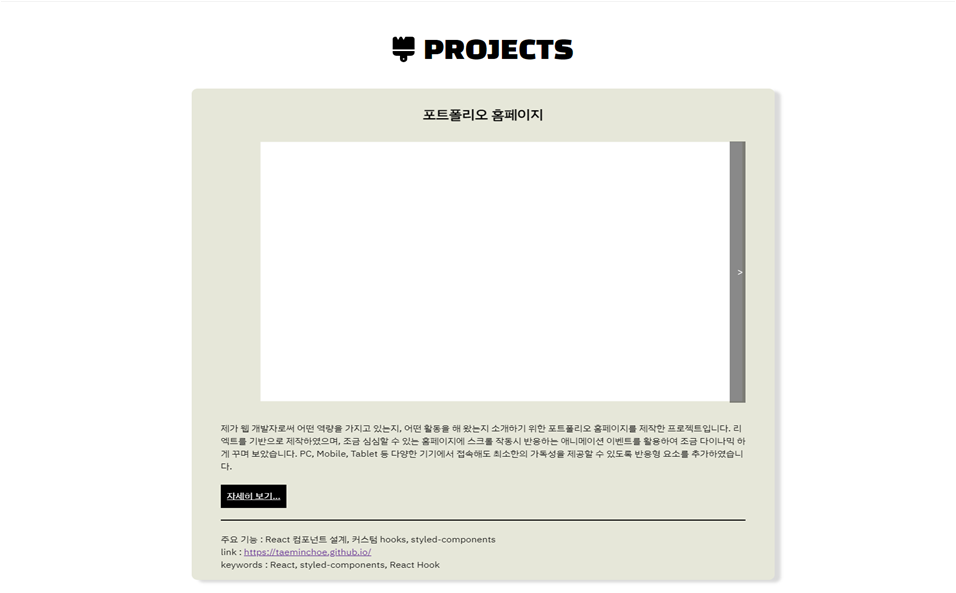 PROJECTS
포트폴리오 홈페이지
>
제가 웹 개발자로써 어떤 역량을 가지고 있는지, 어떤 활동을 해 왔는지 소개하기 위한 포트폴리오 홈페이지를 제작한 프로젝트입니다. 리
엑트를 기반으로 제작하였으며, 조금 심심할 수 있는 홈페이지에 스크롤 작동시 반응하는 애니메이션 이벤트를 활용하여 조금 다이나믹 하
게 꾸며 보았습니다. PC, Mobile, Tablet 등 다양한 기기에서 접속해도 최소한의 가독성을 제공할 수 있도록 반응형 요소를 추가하였습니
다.
자세히 보기...
주요 기능 : React 컴포넌트 설계, 커스텀 hooks, styled-components
link : https://taeminchoe.github.io/
keywords : React, styled-components, React Hook